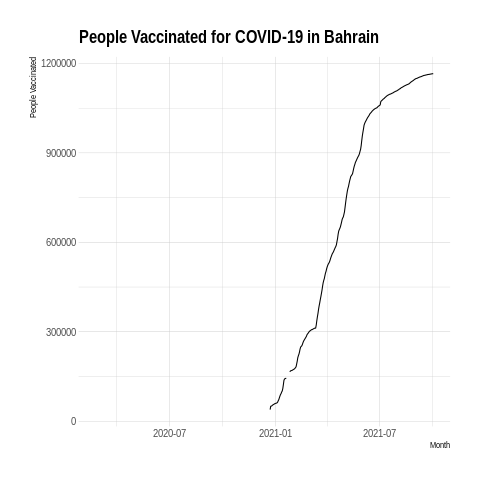 People Vaccinated for COVID-19 in Bahrain
People Vaccinated
1200000
900000
600000
300000
0
2020-07
2021-01
2021-07
Month